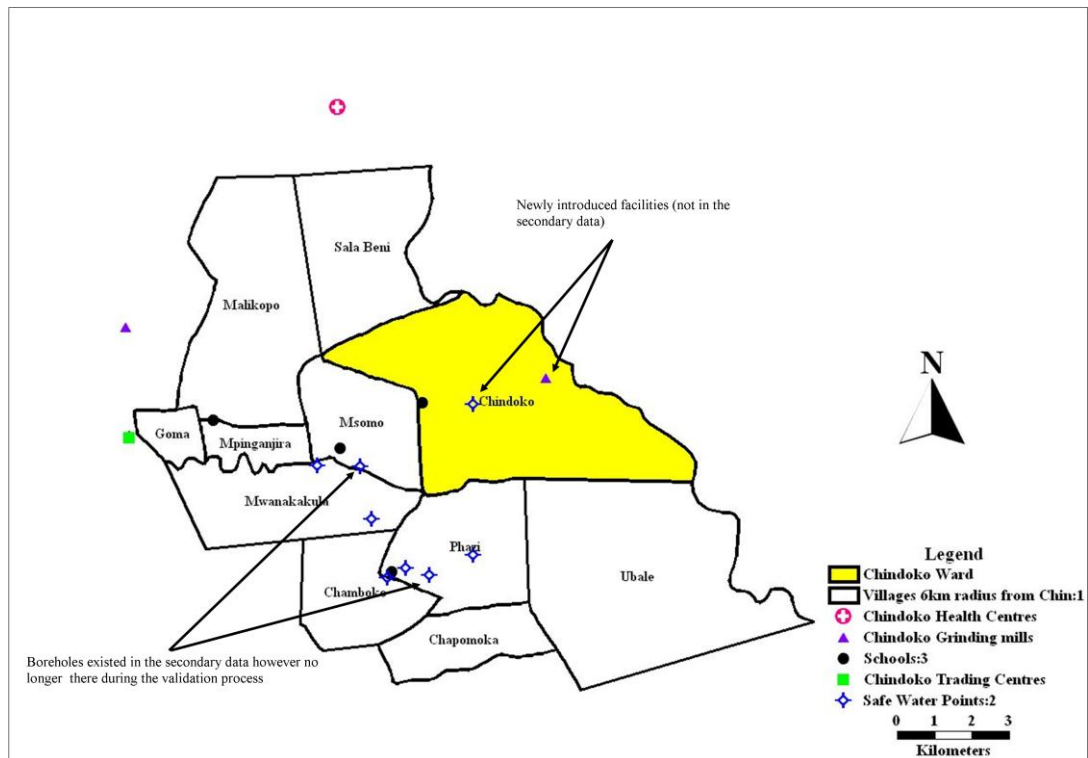 Newly introduced facilities (not in the
secondary data)
Sala Beni
Malikopo
Chindoko
Msomo
Goma
Mpinganjira
Mwanakakula
Phazi
Ubale
Chamboko
Chapomoka
Boreholes existed in the secondary data however no
longer there during the validation process
N
Legend
Chindoko Ward
Villages 6km radius from Chin:1
Chindoko Health Centres
Chindoko Grinding mills
Schools:3
Chindoko Trading Centres
Safe Water Points:2
0 1 2 3
Kilometers